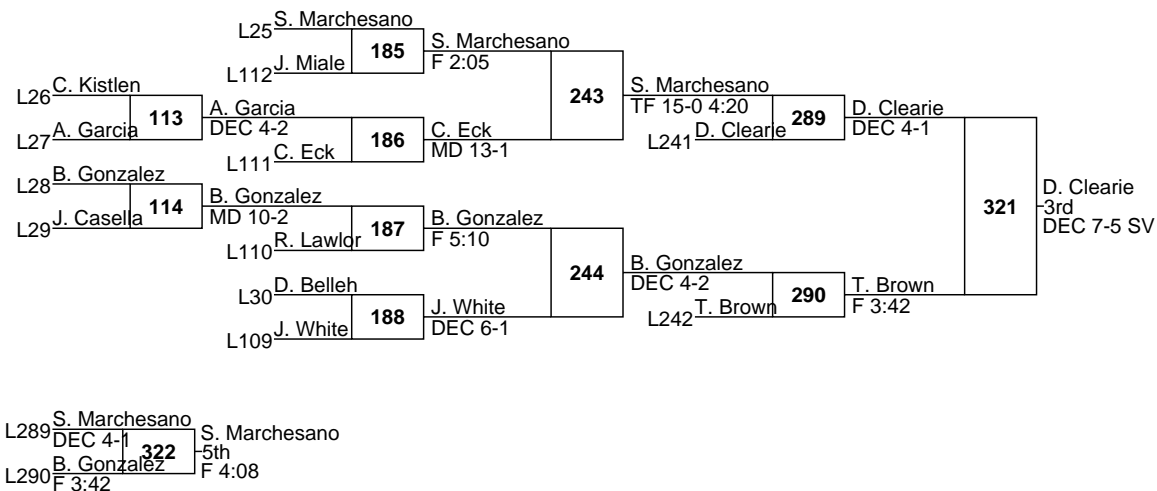 L25 S. Marchesano
185
L112 J. Miale
S. Marchesano
F 2:05
L26 C. Kistlen
113
L27 A. Garcia
A. Garcia
DEC 4-2
186
L111 C. Eck
C. Eck
MD 13-1
243
S. Marchesano
TF 15-0 4:20
289
L241 D. Clearie
D. Clearie
DEC 4-1
L28 B. Gonzalez
114
L29 J. Casella
B. Gonzalez
MD 10-2
187
L110 R. Lawlor
B. Gonzalez
F 5:10
L30 D. Belleh
188
L109 J. White
J. White
DEC 6-1
244
B. Gonzalez
DEC 4-2
290
L242 T. Brown
T. Brown
F 3:42
321
D. Clearie
3rd
DEC 7-5 SV
L289 S. Marchesano
DEC 4-1
322
L290 B. Gonzalez
F 3:42
S. Marchesano
5th
F 4:08